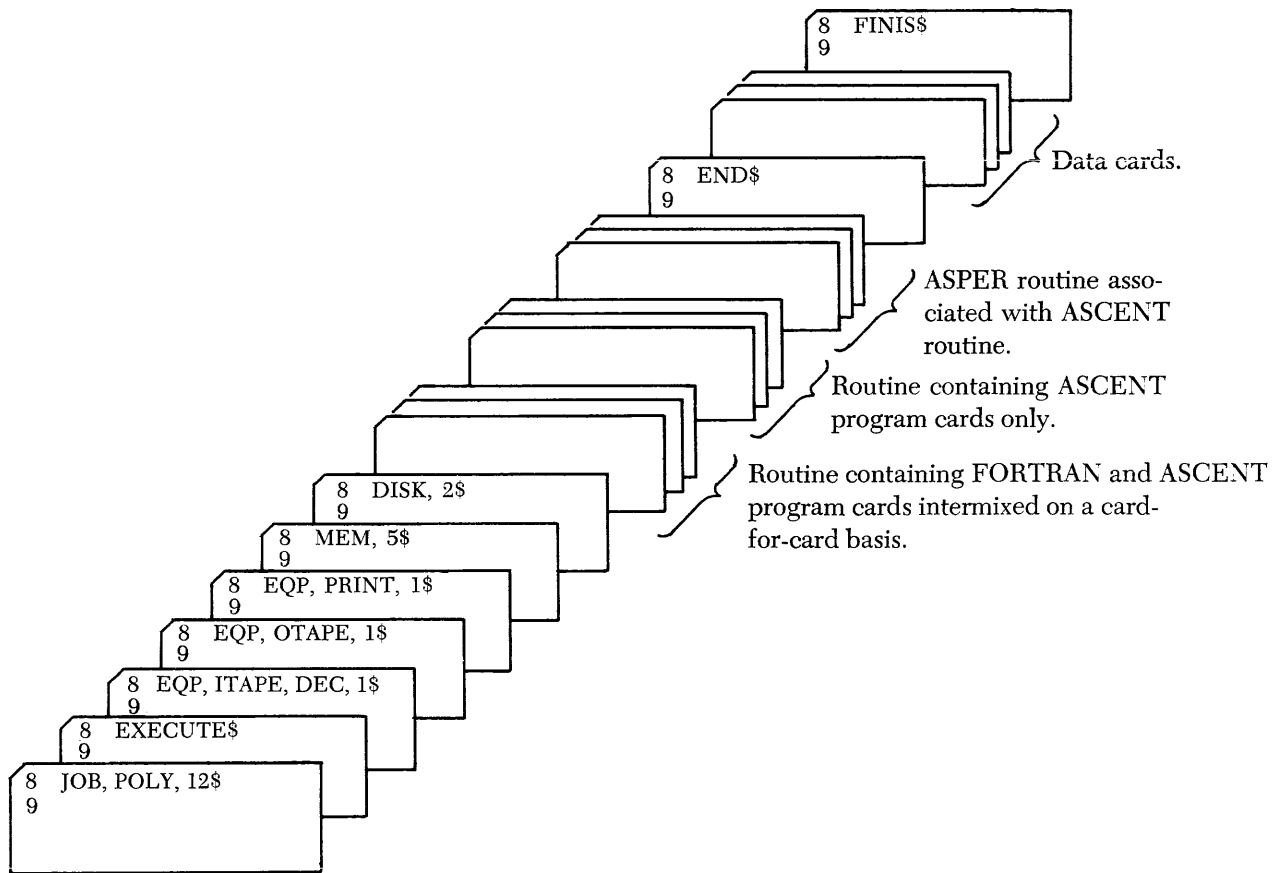 8 FINIS$
9
Data cards.
8 END$
9
ASPER routine asso-
ciated with ASCENT
routine.
Routine containing ASCENT
program cards only.
Routine containing FORTRAN and ASCENT
program cards intermixed on a card-
for-card basis.
8 DISK, 2$
9
8 MEM, 5$
9
8 EQP, PRINT, 1$
9
8 EQP, OTAPE, 1$
9
8 EQP, ITAPE, DEC, 1$
9
8 EXECUTE$
9
8 JOB, POLY, 12$
9